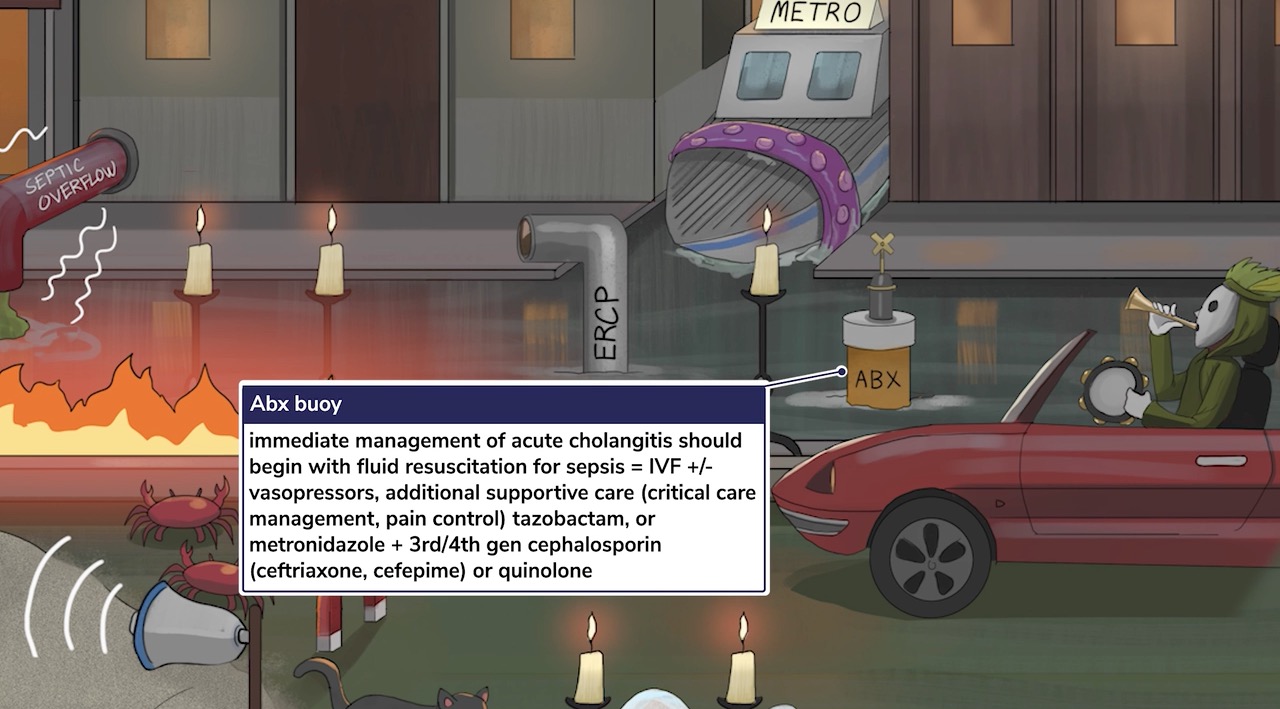 METRO
SEPTIC
OVERFLOW
ERCP
ABX
Abx buoy
immediate management of acute cholangitis should
begin with fluid resuscitation for sepsis = IVF +/-
vasopressors, additional supportive care (critical care
management, pain control) tazobactam, or
metronidazole + 3rd/4th gen cephalosporin
(ceftriaxone, cefepime) or quinolone